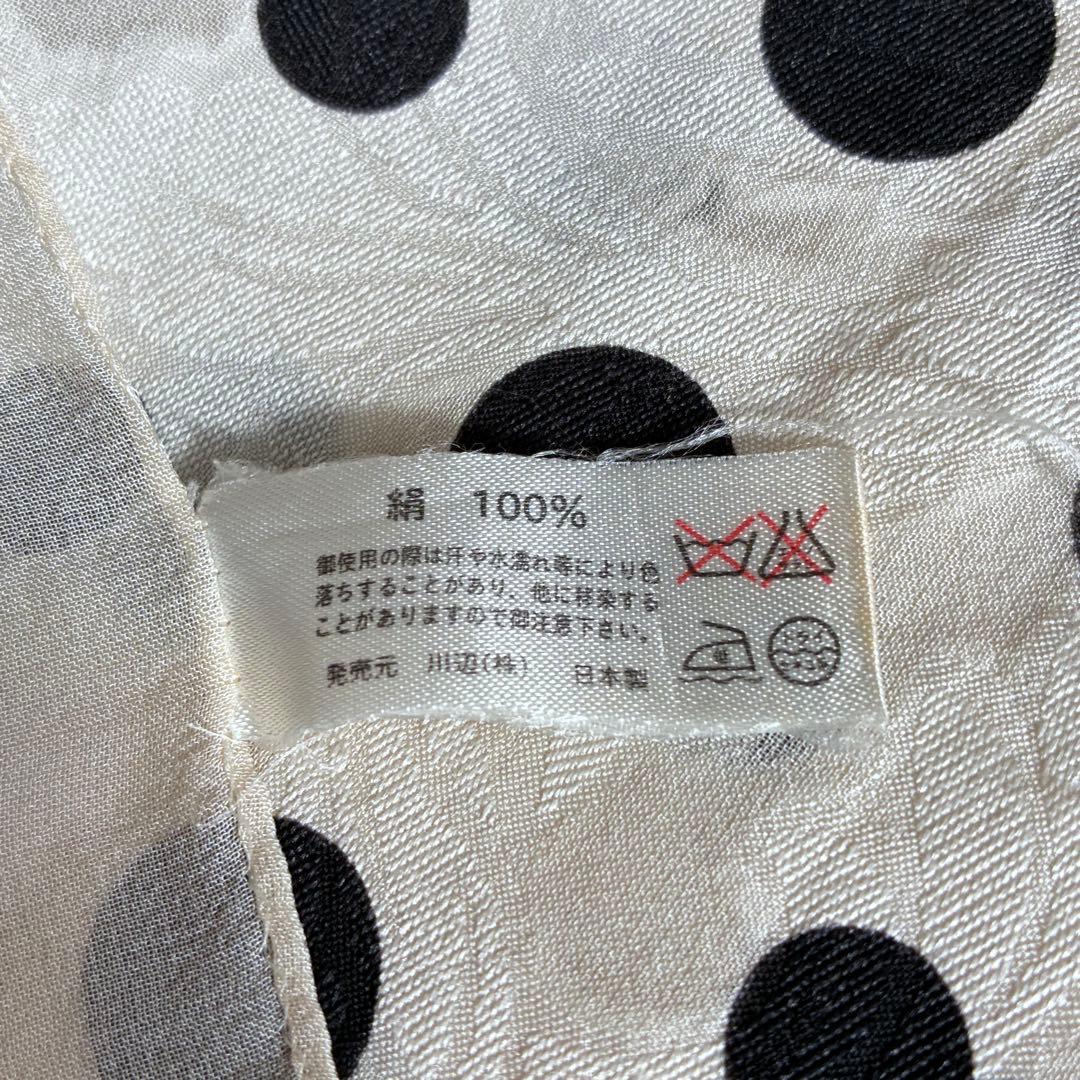 絹 100%
御使用の際は汗や水濡れ等により色
落ちすることがあり、他に移染する
ことがありますので御注意下さい。
発売元 川辺(株) 日本製